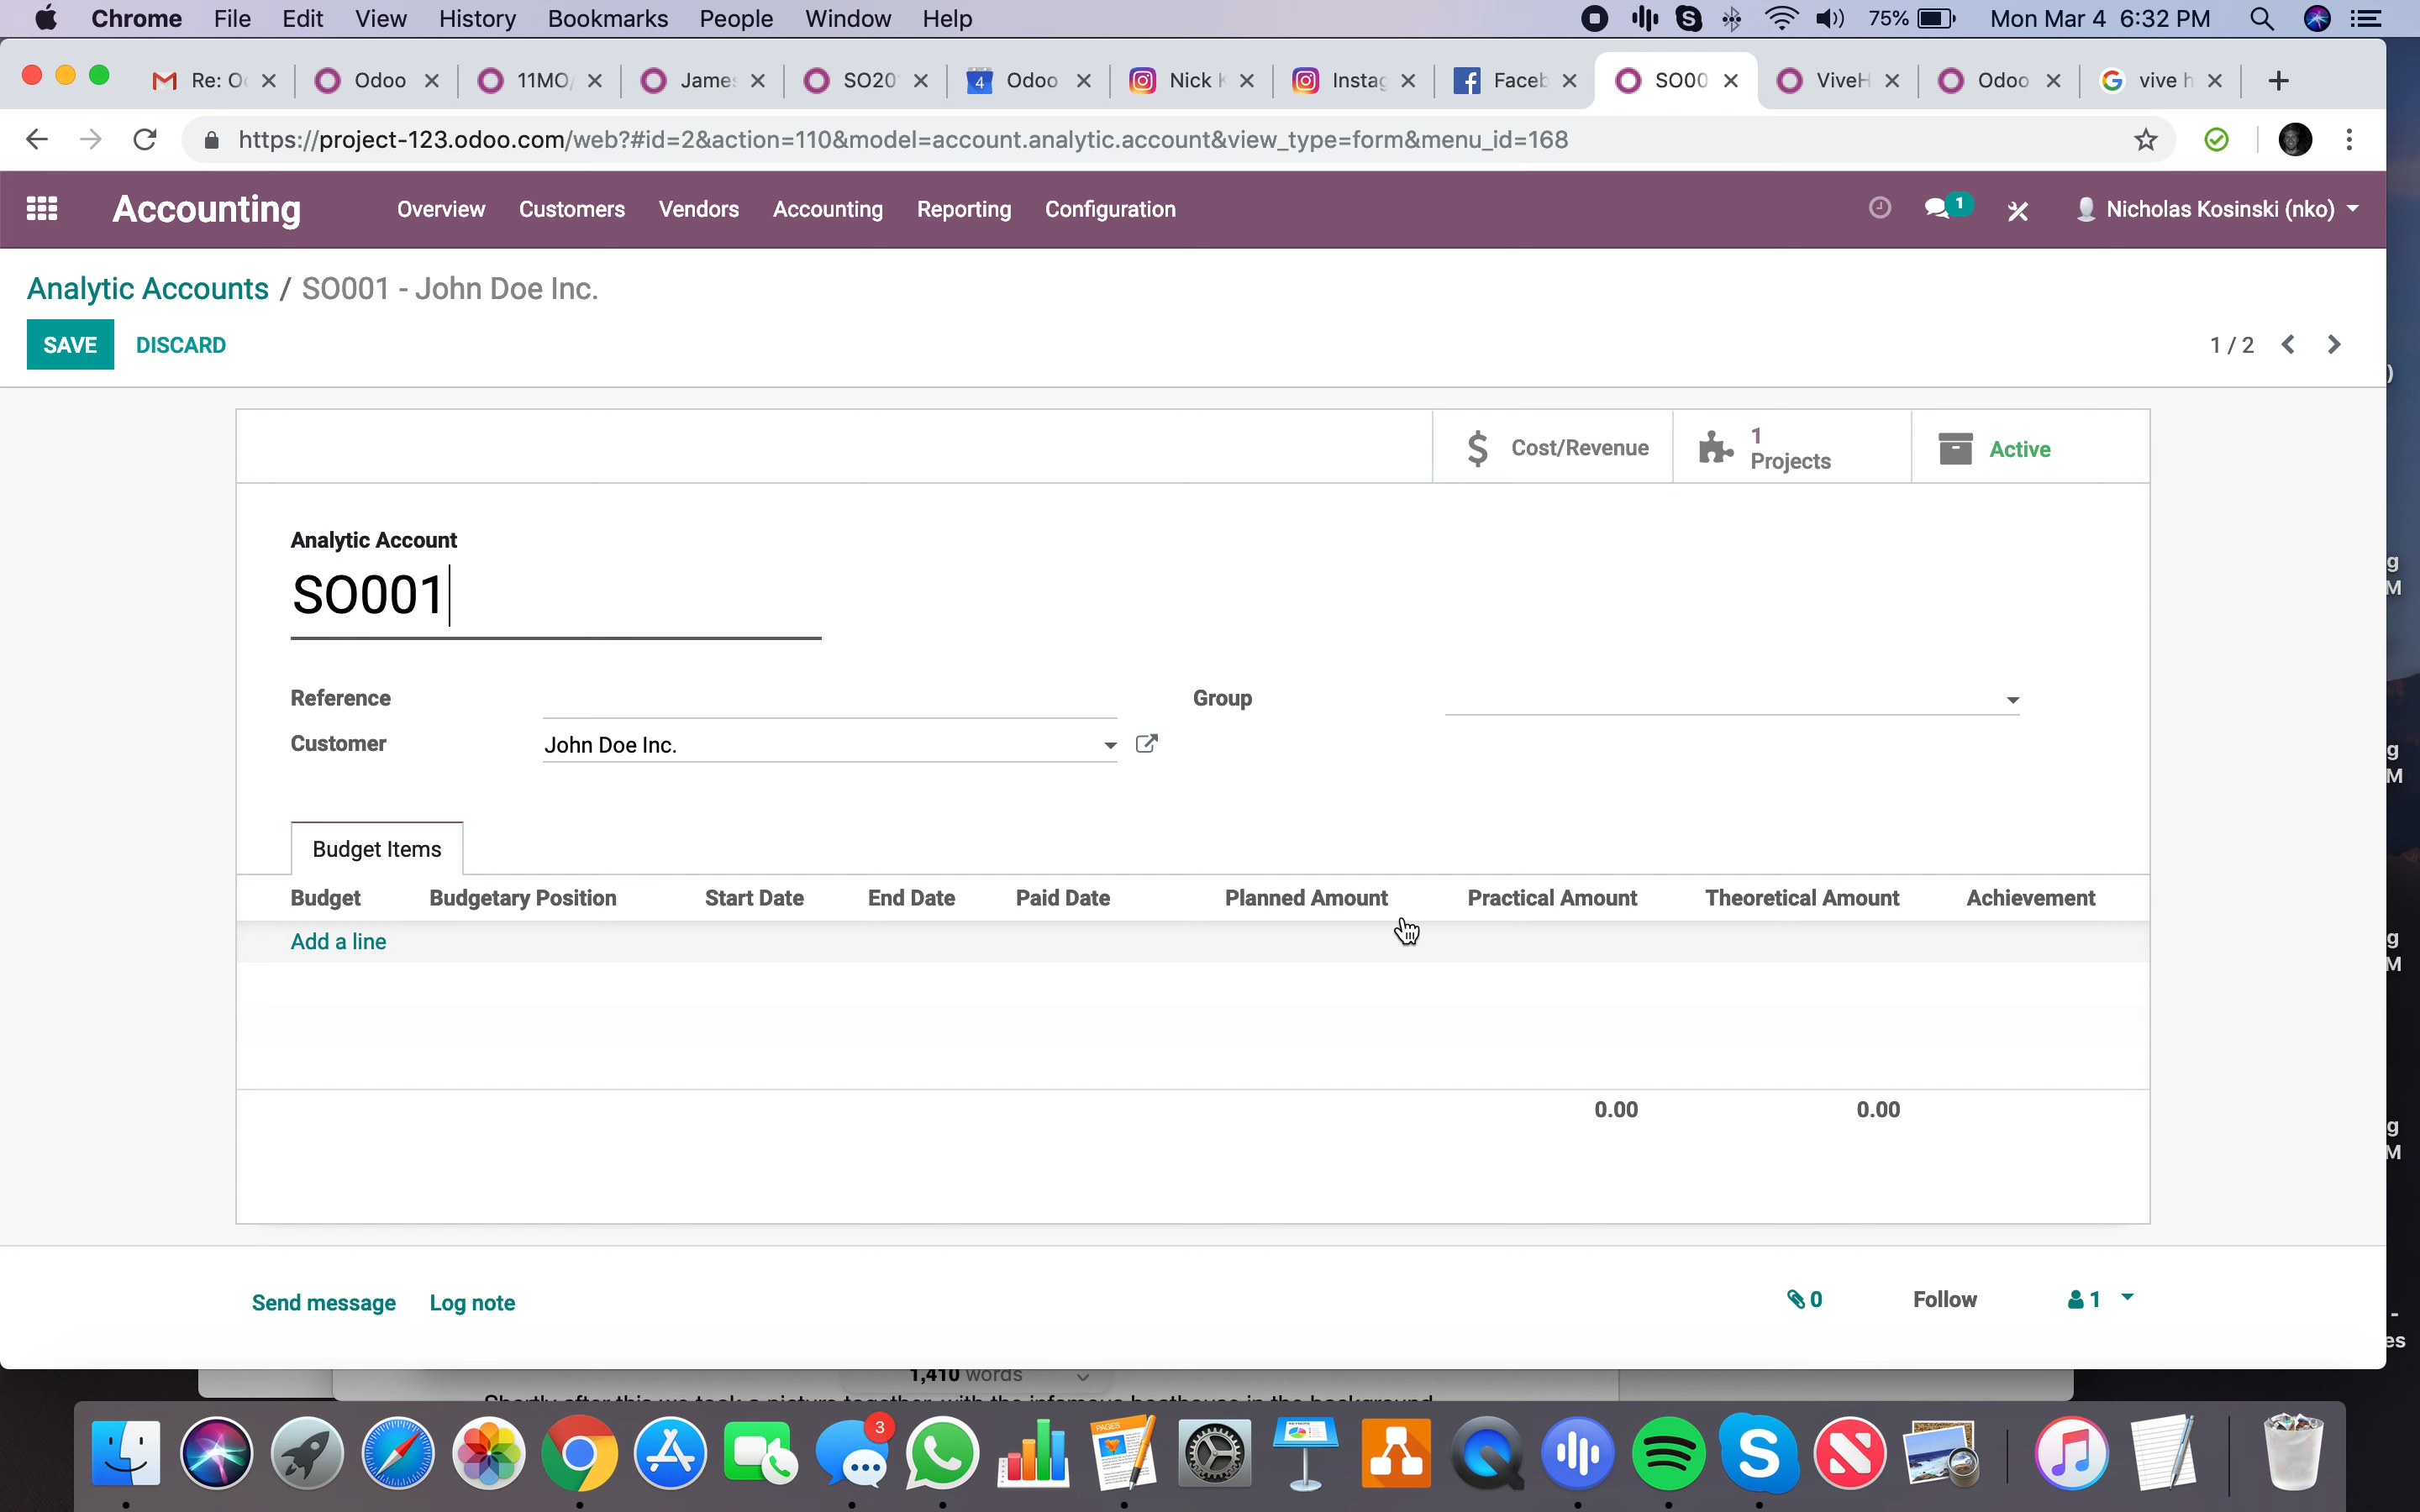 Chrome File Edit View History Bookmarks People Window Help 75% Mon Mar 4 6:32 PM
Re: O Odoo 11MO James SO20 4 Odoo Nick K Instag Faceb SO00 ViveH Odoo vive h
https://project-123.odoo.com/web?#id=2&action=110&model=account.analytic.account&view_type=form&menu_id=168
Accounting Overview Customers Vendors Accounting Reporting Configuration 1 Nicholas Kosinski (nko)
Analytic Accounts / SO001 - John Doe Inc.
SAVE DISCARD 1 / 2
Cost/Revenue 1 Projects Active
Analytic Account
SO001
Reference Group
Customer John Doe Inc.
Budget Items
Budget Budgetary Position Start Date End Date Paid Date Planned Amount Practical Amount Theoretical Amount Achievement
Add a line
0.00 0.00
Send message Log note 0 Follow 1
1,410 words
3
PAGES
KEYNOTE